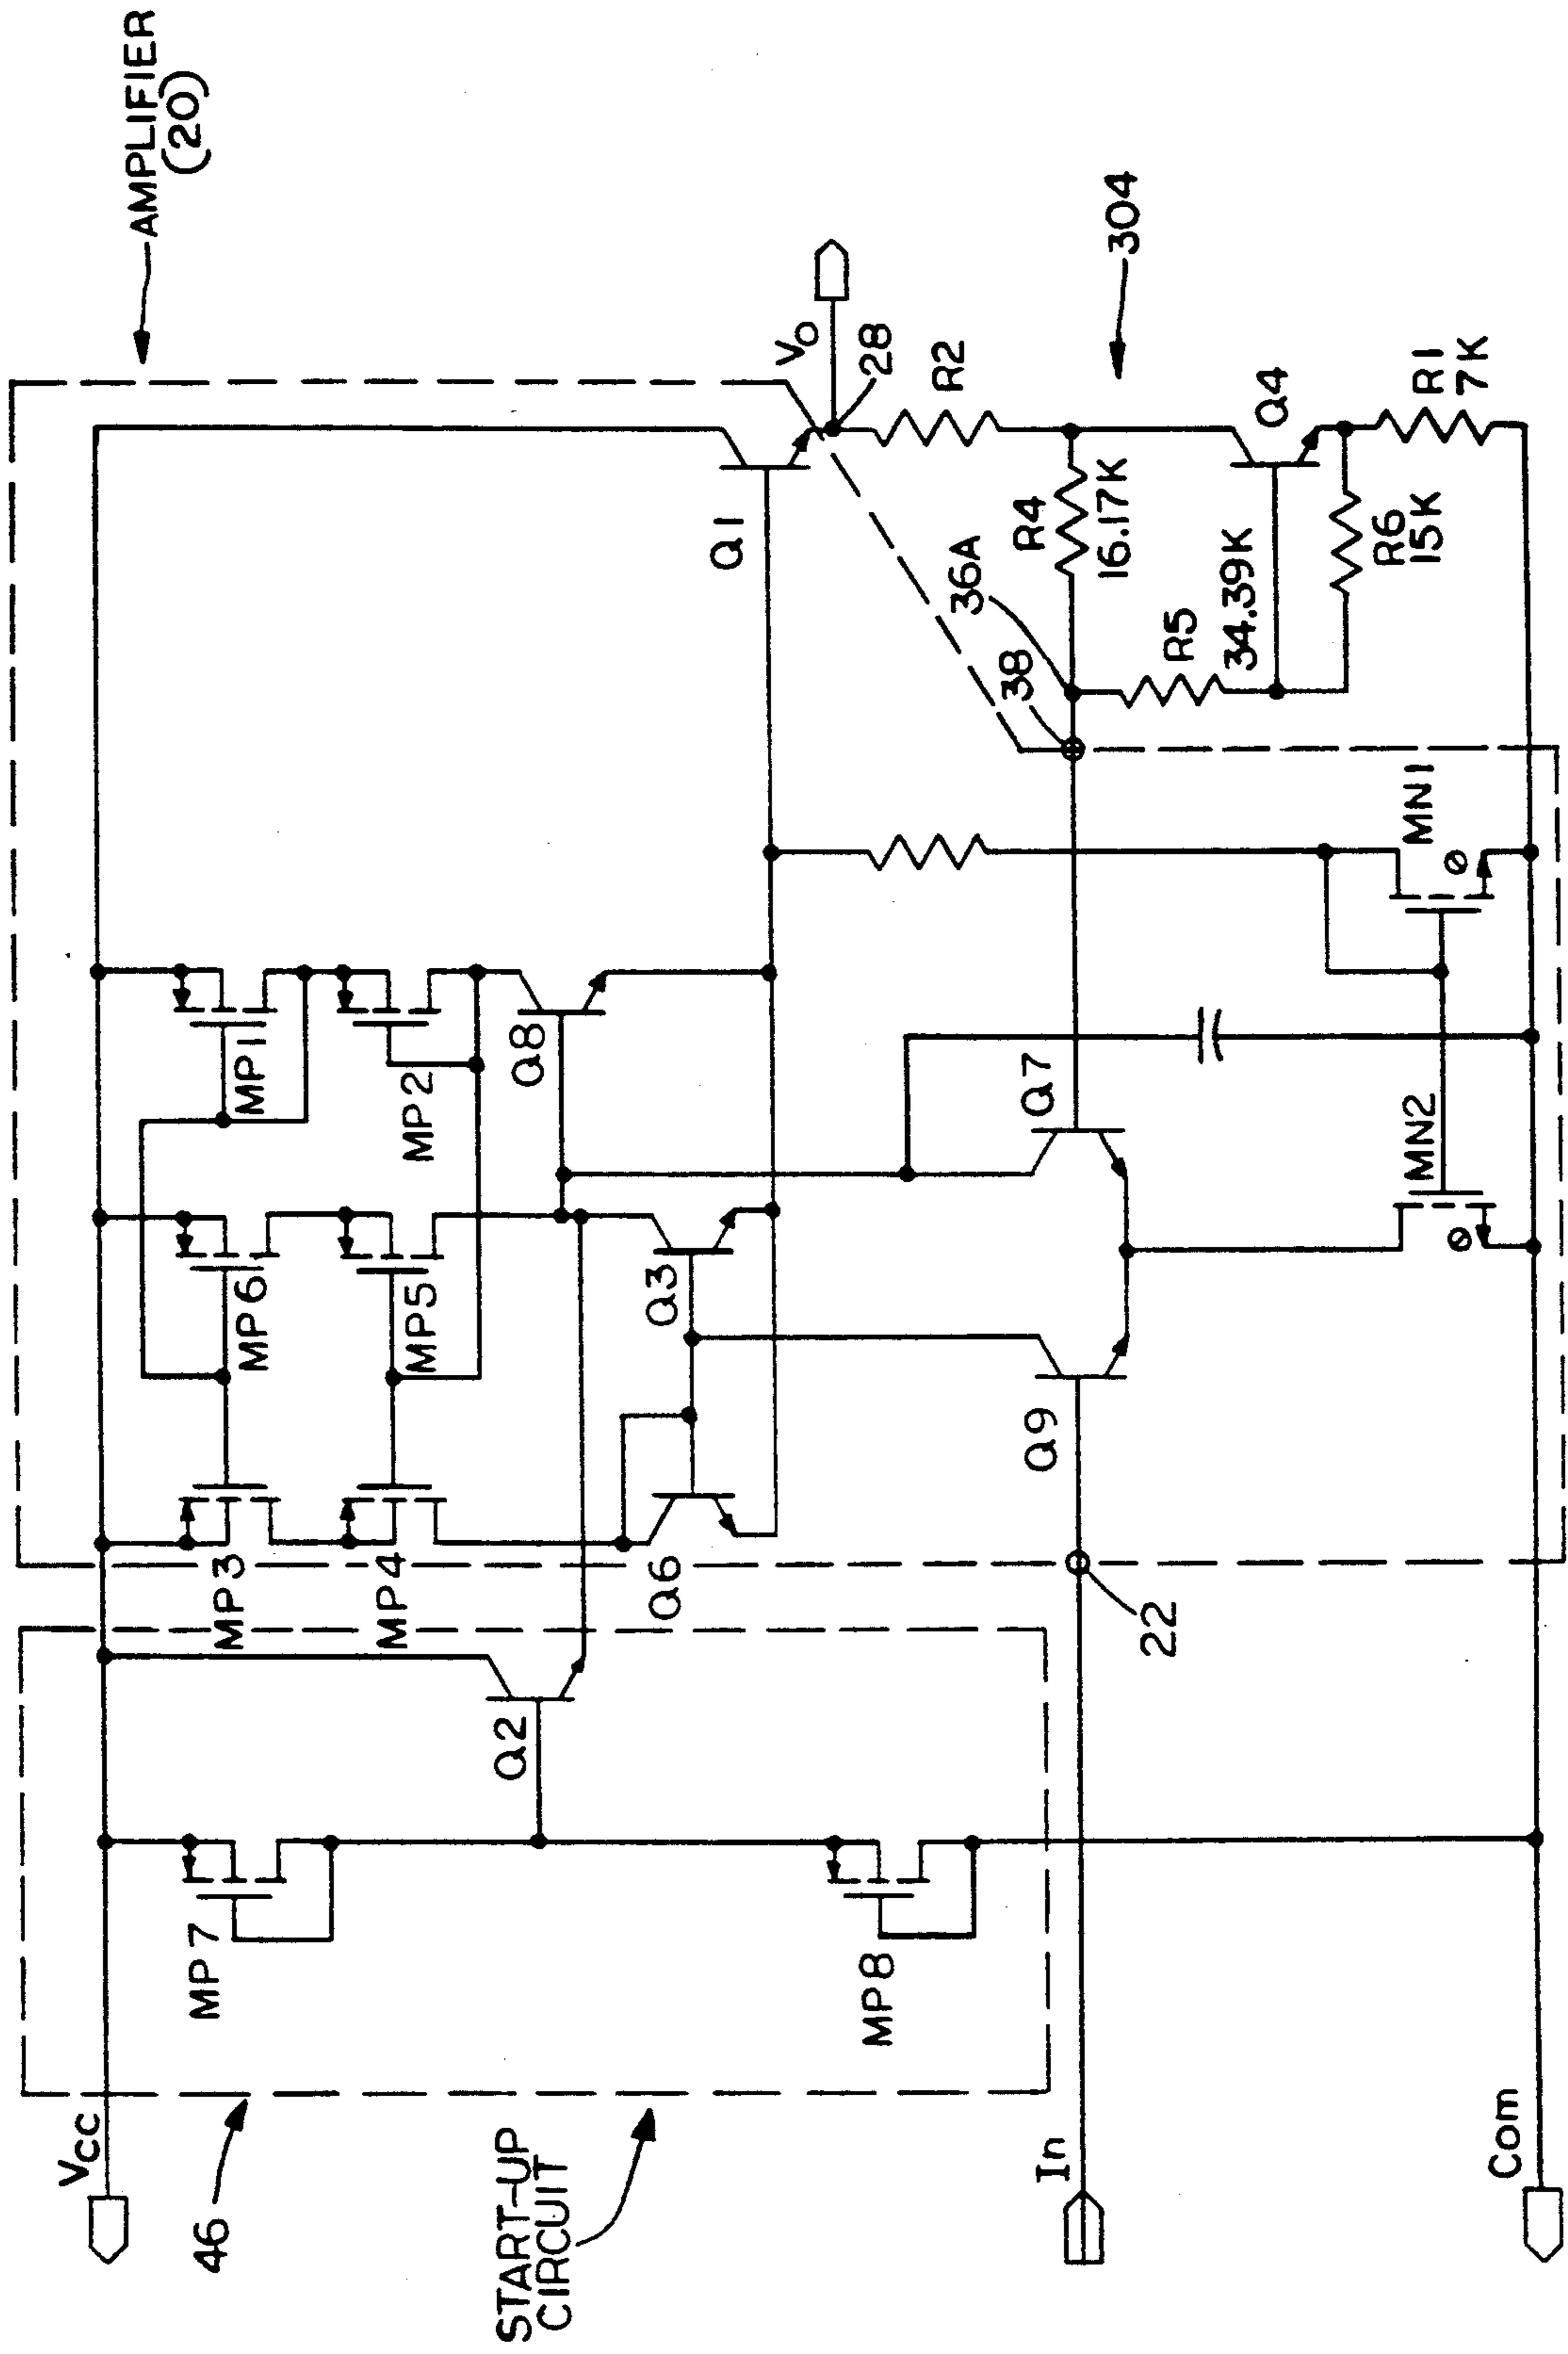 AMPLIFIER
(20)
VCC
46
START-UP
CIRCUIT
MP7
MP8
Q2
MP3
MP4
Q6
MP6
MP5
Q3
MP1
MP2
Q8
Q1
Vo
28
R2
304
R4
16.17K
36A
38
R5
34.39K
Q4
R6
15K
R1
7K
Q7
Q9
22
MN1
MN2
In
Com